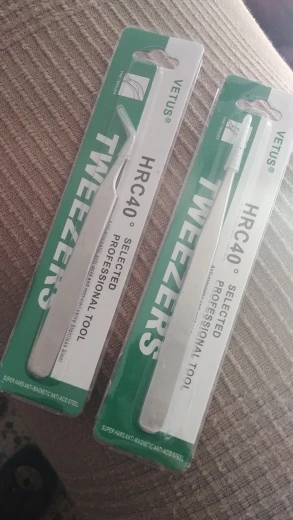 VETUS®
HRC40°
SELECTED
PROFESSIONAL TOOL
TWEEZERS
SUPER-HARD ANTI-MAGNETIC ANTI-ACID STEEL
VETUS®
HRC40°
SELECTED
PROFESSIONAL TOOL
TWEEZERS
SUPER-HARD ANTI-MAGNETIC ANTI-ACID STEEL